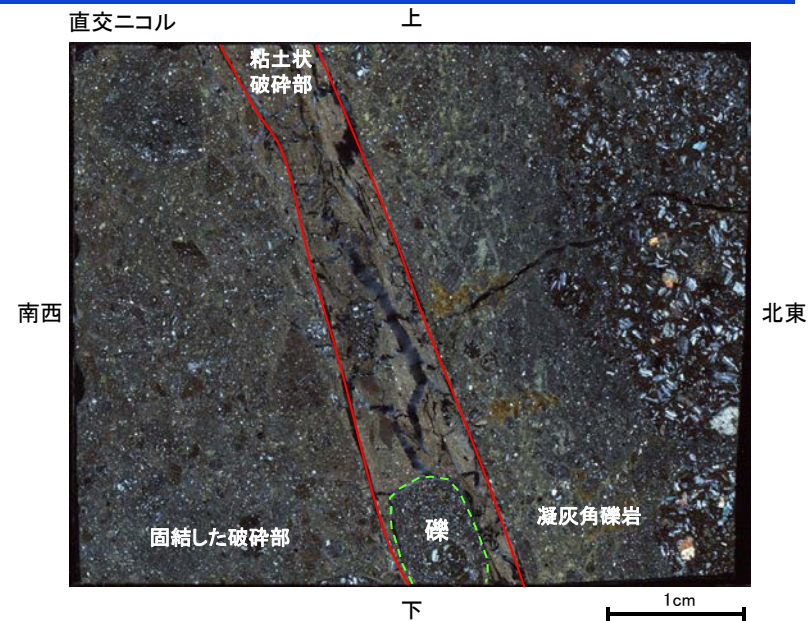 直交ニコル
上
粘土状
破砕部
南西
北東
固結した破砕部
礫
凝灰角礫岩
下
1cm